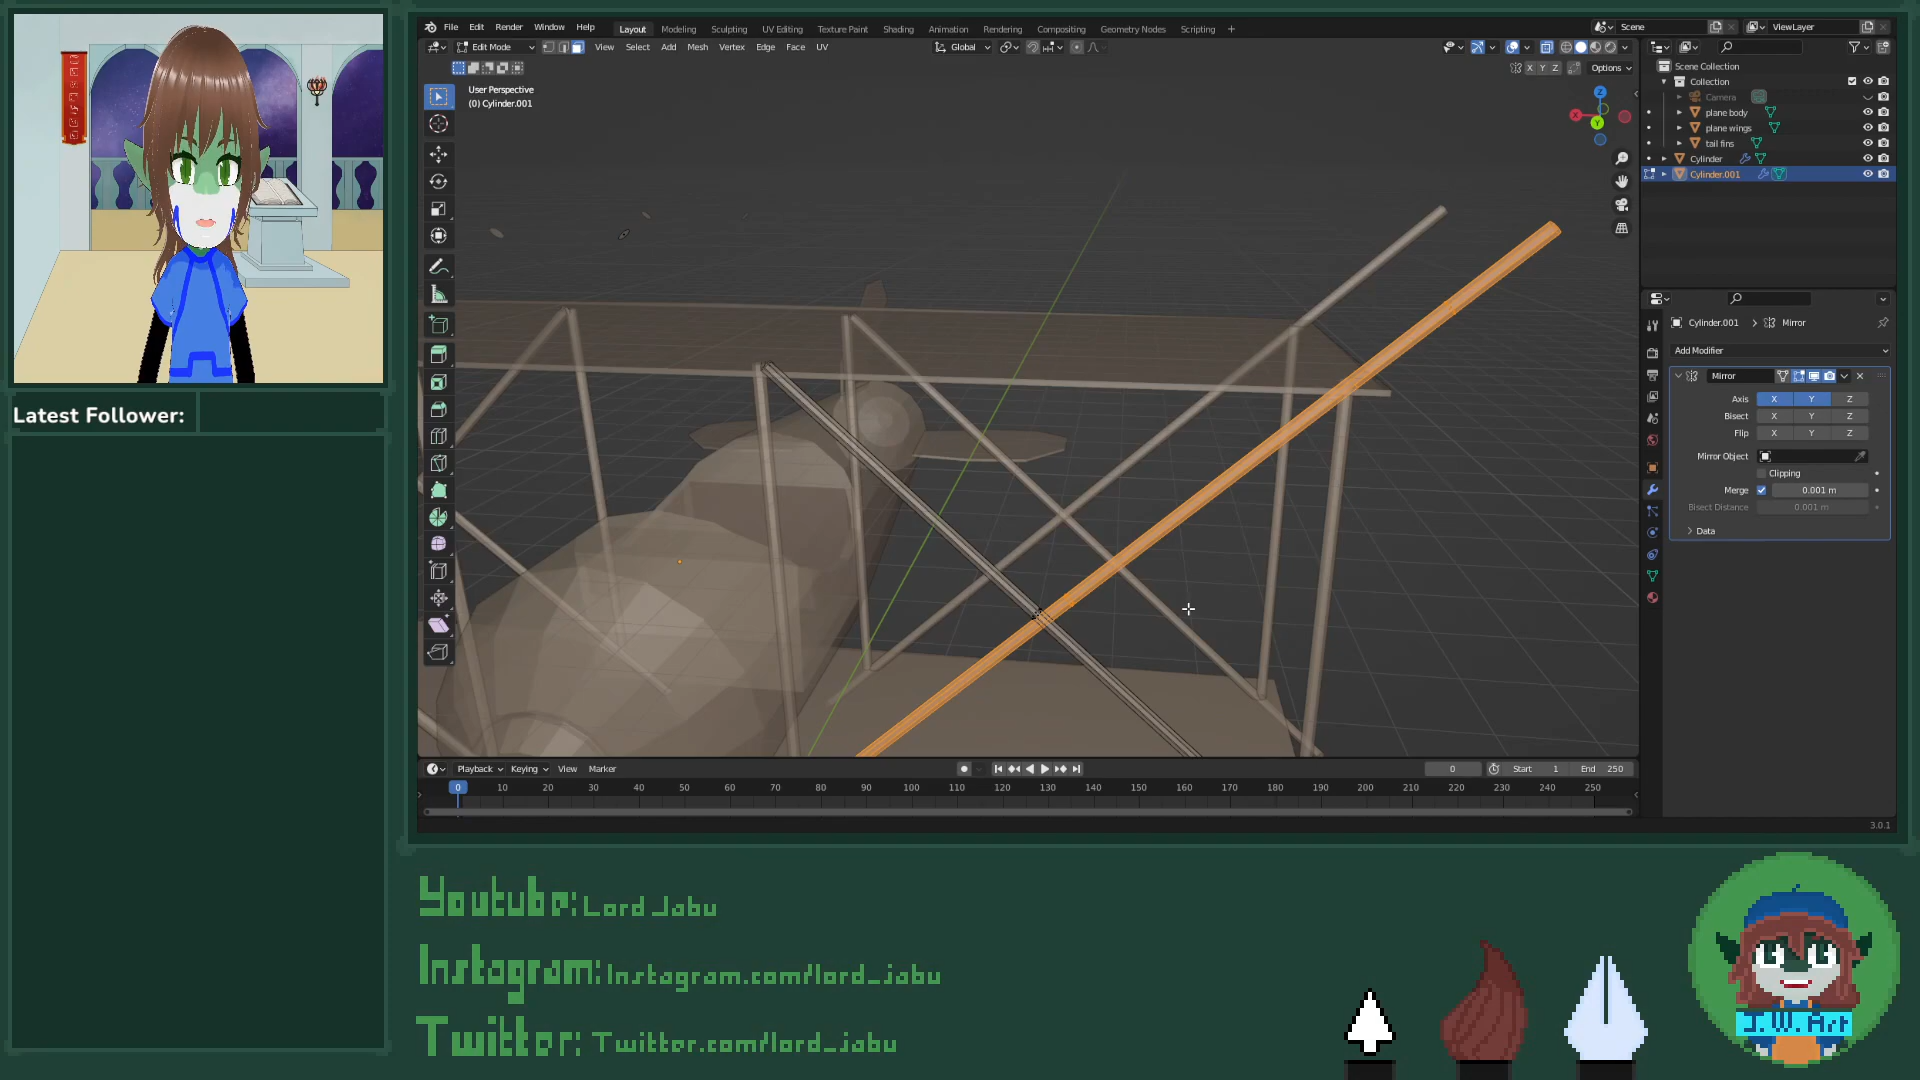 File Edit Render Window Help Layout Modeling Sculpting UV Editing Texture Paint Shading Animation Rendering Compositing Geometry Nodes Scripting + Scene ViewLayer
Edit Mode View Select Add Mesh Vertex Edge Face UV Global
X Y Z Options
User Perspective
(0) Cylinder.001
Scene Collection
Collection
Camera
plane body
plane wings
tail fins
Cylinder
Cylinder.001
Cylinder.001 > Mirror
Add Modifier
Mirror
Axis X Y Z
Bisect X Y Z
Flip X Y Z
Mirror Object
Clipping
Merge 0.001 m
Bisect Distance 0.001 m
Data
Z
X
Y
Latest Follower:
Playback Keying View Marker 0 Start 1 End 250
0 10 20 30 40 50 60 70 80 90 100 110 120 130 140 150 160 170 180 190 200 210 220 230 240 250
3.0.1
Youtube: Lord Jabu
Instagram: Instagram.com/lord_jabu
Twitter: Twitter.com/lord_jabu
J.W. Art